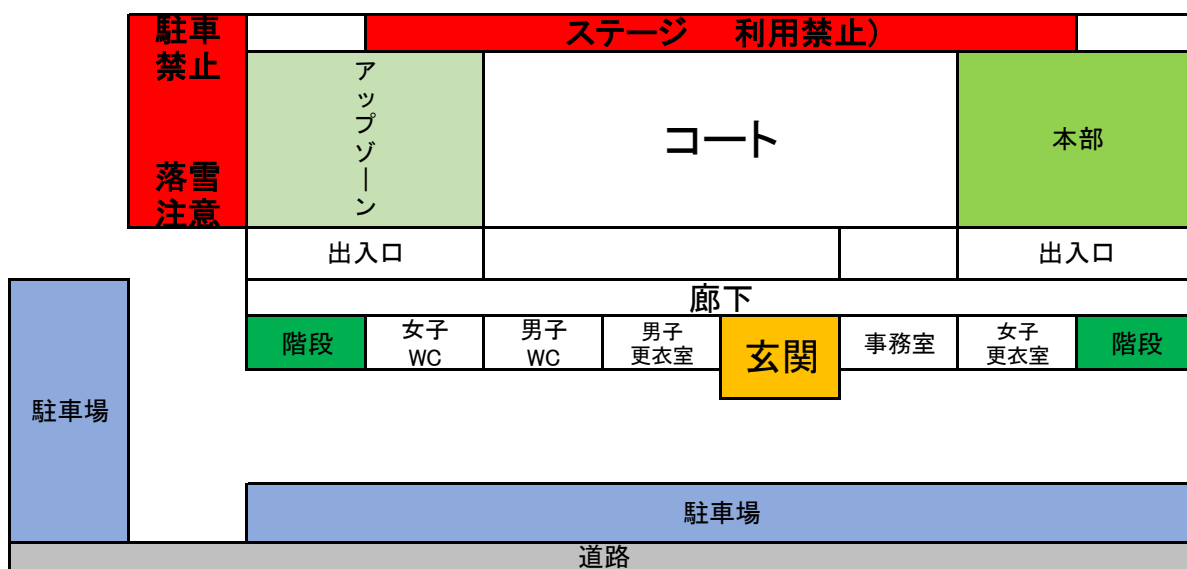 駐車
禁止
落雪
注意
ステージ　利用禁止)
アップゾーン
コート
本部
出入口
出入口
廊下
階段
女子
WC
男子
WC
男子
更衣室
玄関
事務室
女子
更衣室
階段
駐車場
駐車場
道路